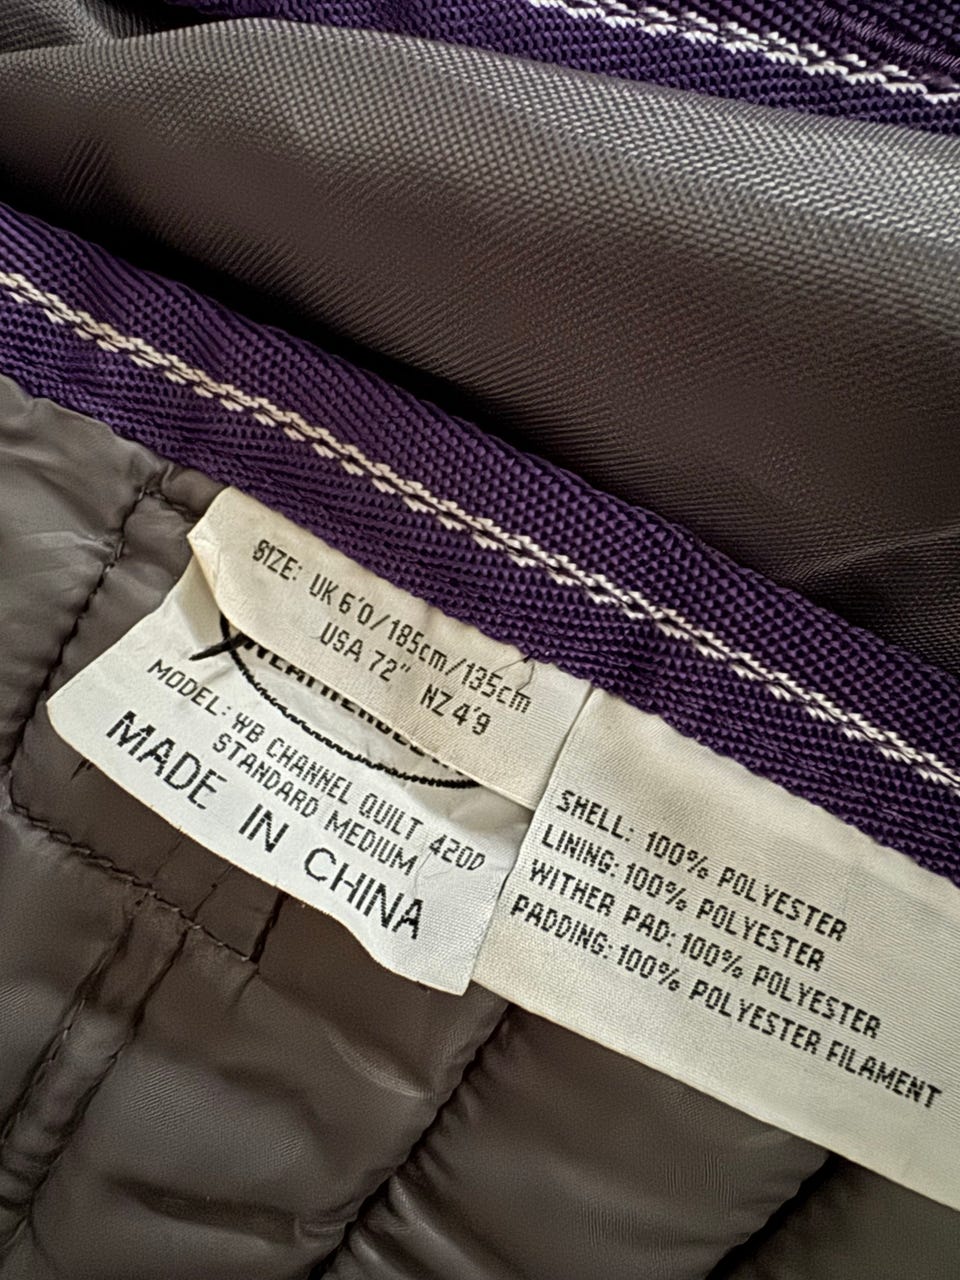 SIZE: UK 6'0/185cm/135cm
USA 72" NZ 4'9
MODEL: WB CHANNEL QUILT 420D
STANDARD MEDIUM
MADE IN CHINA
SHELL: 100% POLYESTER
LINING: 100% POLYESTER
WITHER PAD: 100% POLYESTER
PADDING: 100% POLYESTER FILAMENT